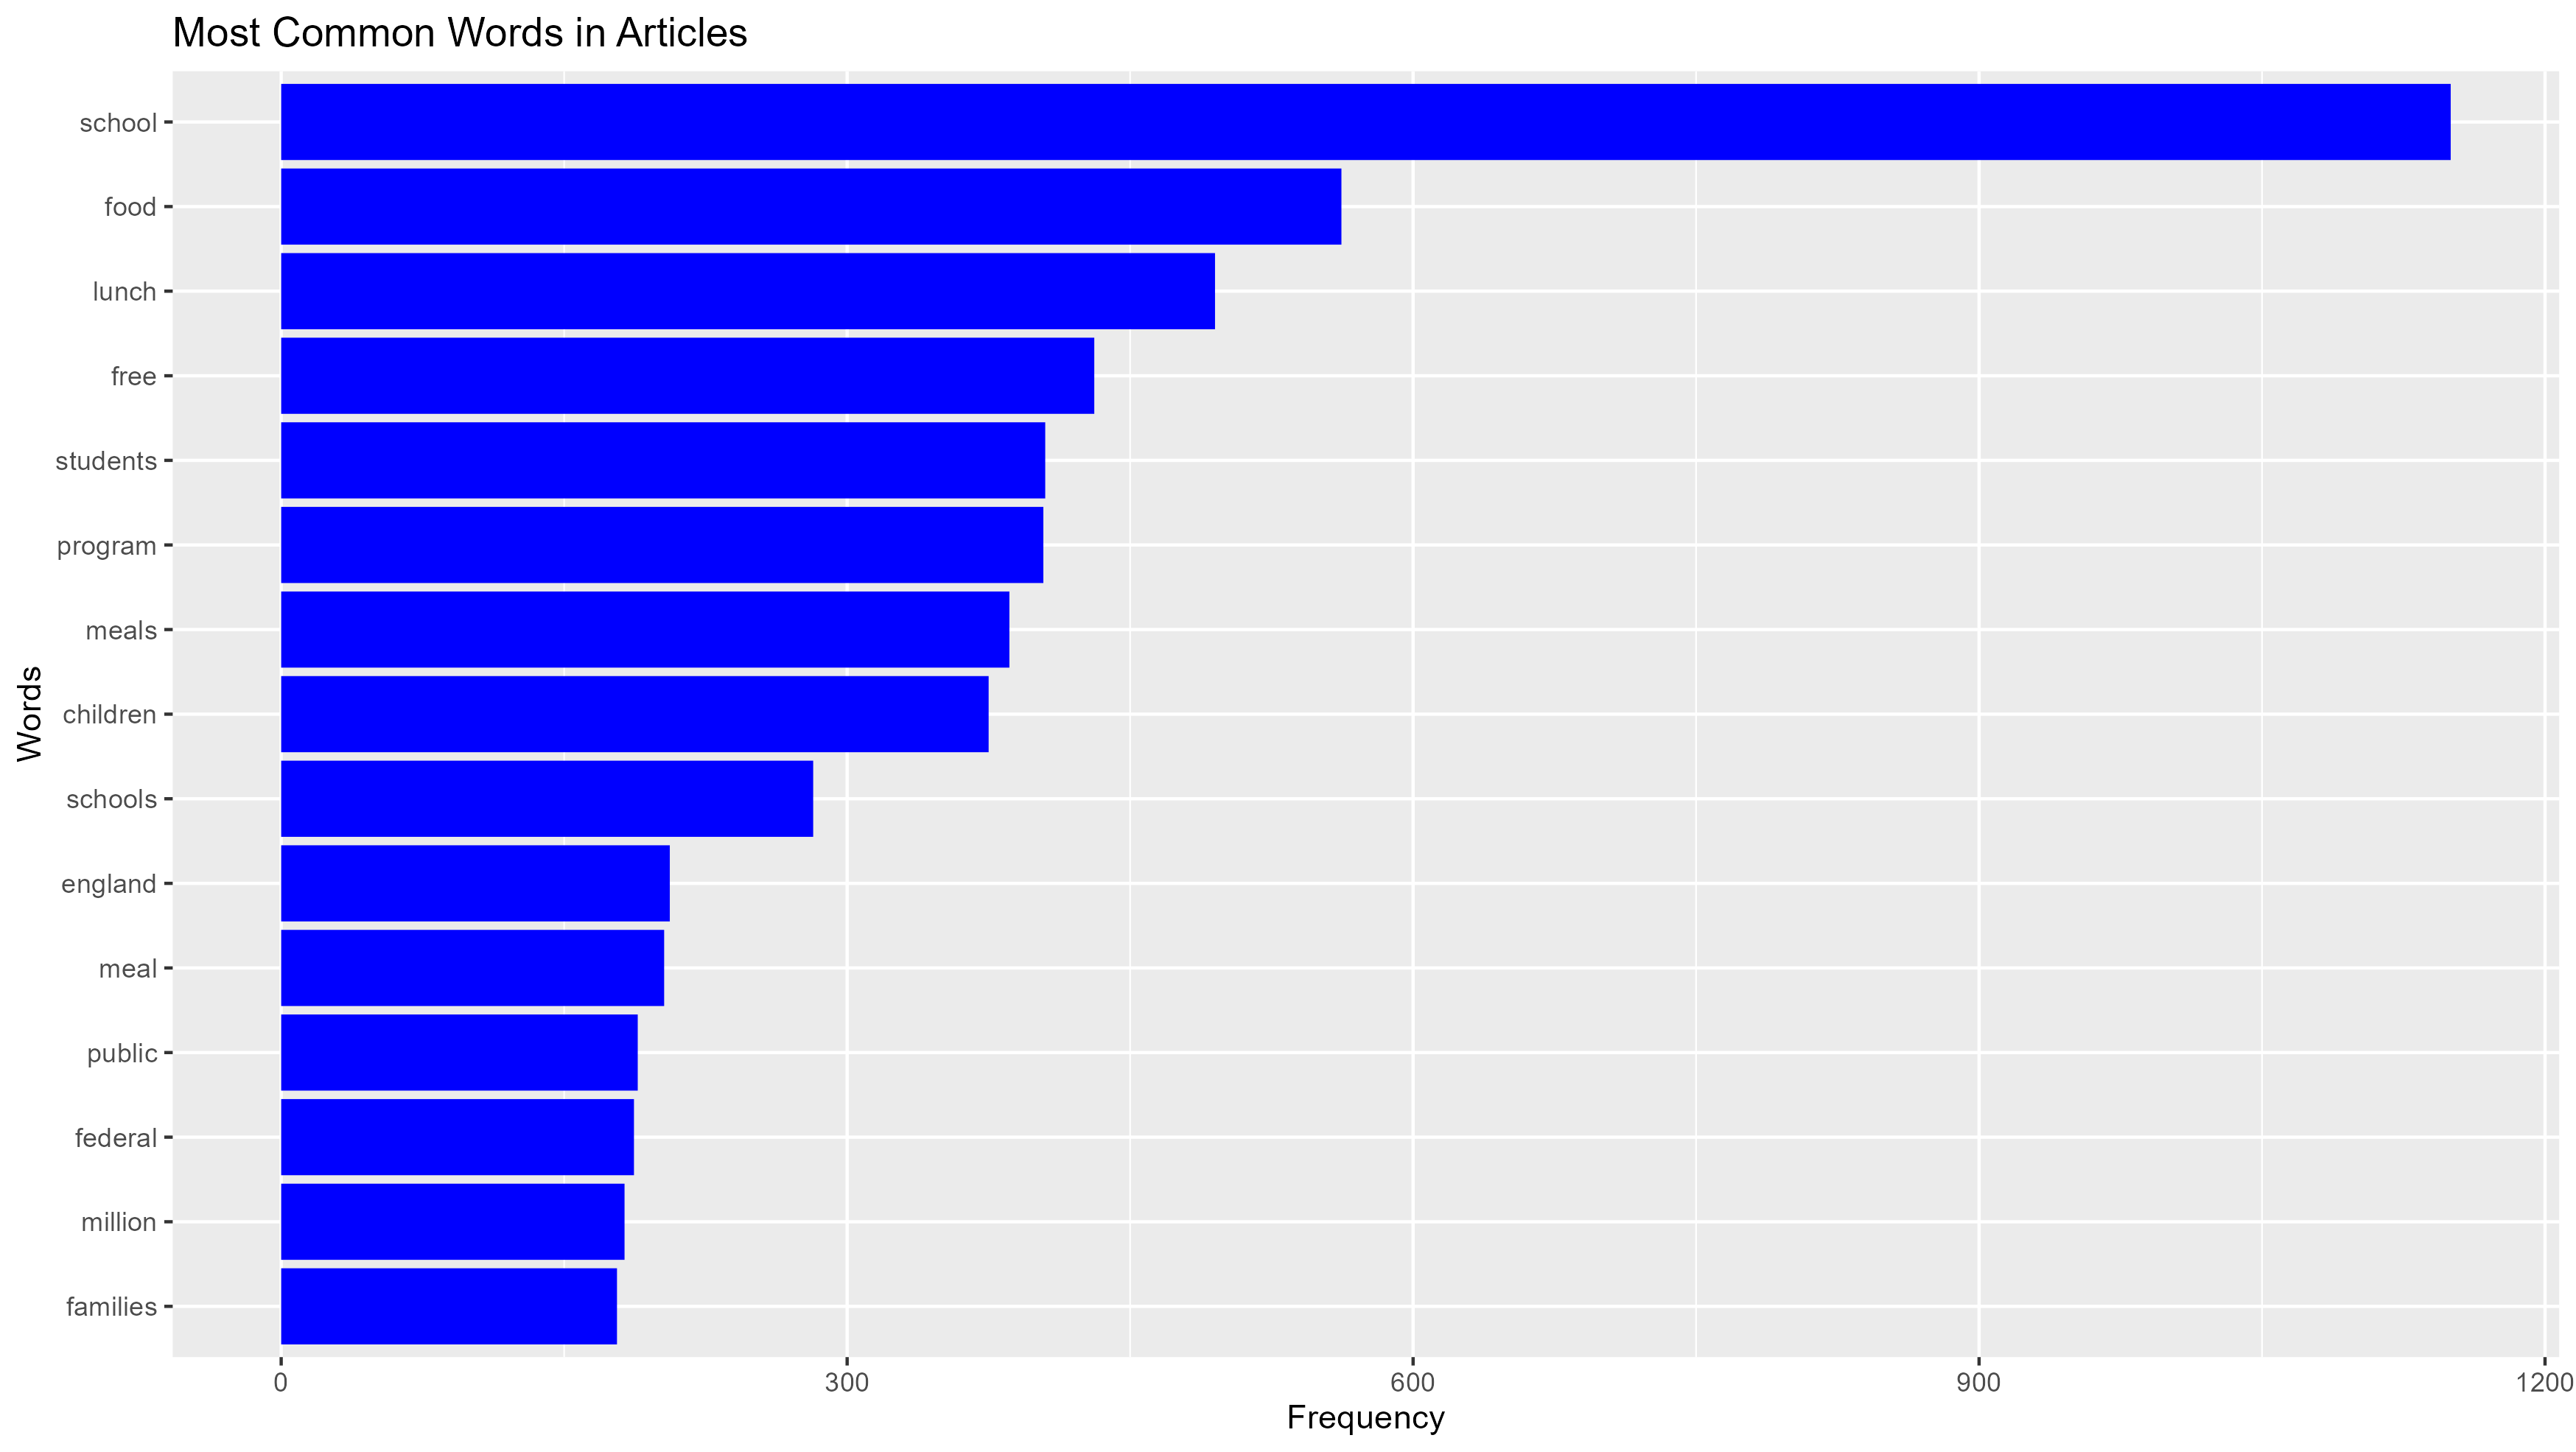 Most Common Words in Articles
Words
school
food
lunch
free
students
program
meals
children
schools
england
meal
public
federal
million
families
0 300 600 900 1200
Frequency